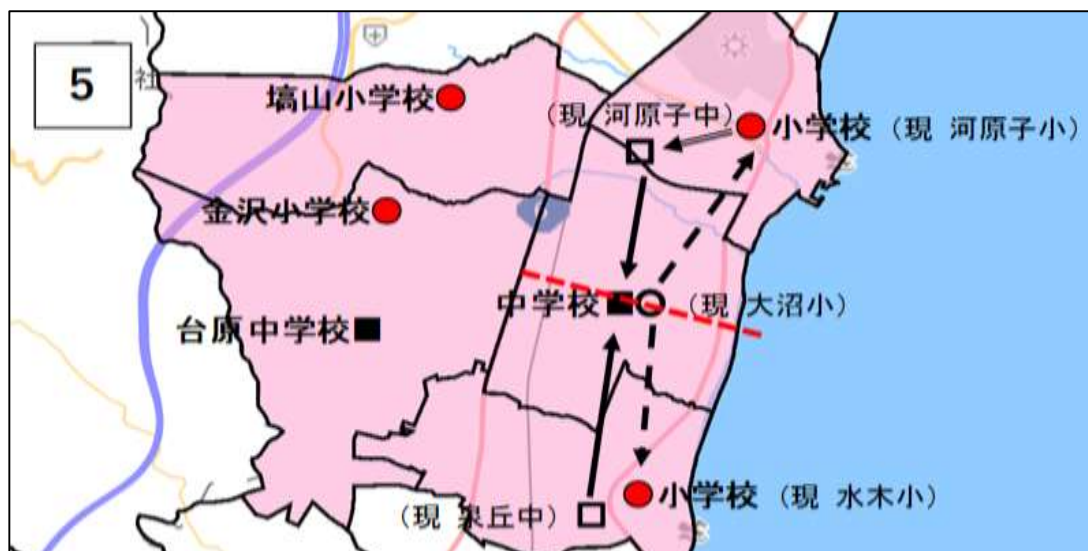 5
社
塙山小学校
(現 河原子中)
小学校 (現 河原子小)
金沢小学校
中学校
(現 大沼小)
台原中学校
小学校 (現 水木小)
(現 泉丘中)